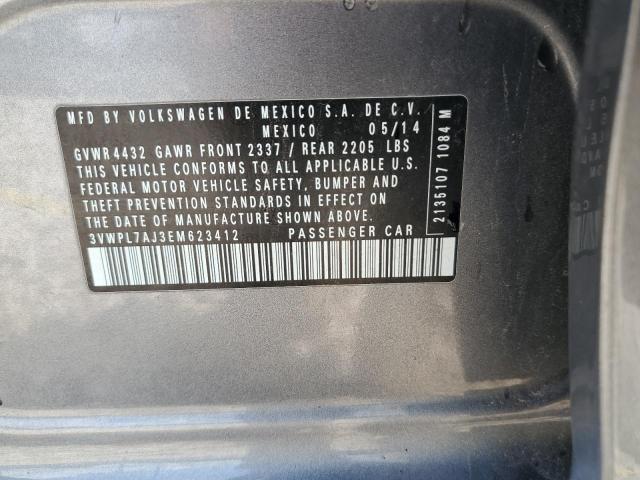 MFD BY VOLKSWAGEN DE MEXICO S.A. DE C.V.
MEXICO 05/14
GVWR 4432 GAWR FRONT 2337 / REAR 2205 LBS
THIS VEHICLE CONFORMS TO ALL APPLICABLE U.S.
FEDERAL MOTOR VEHICLE SAFETY, BUMPER AND
THEFT PREVENTION STANDARDS IN EFFECT ON
THE DATE OF MANUFACTURE SHOWN ABOVE.
3VWPL7AJ3EM623412 PASSENGER CAR
2135107 1084 M